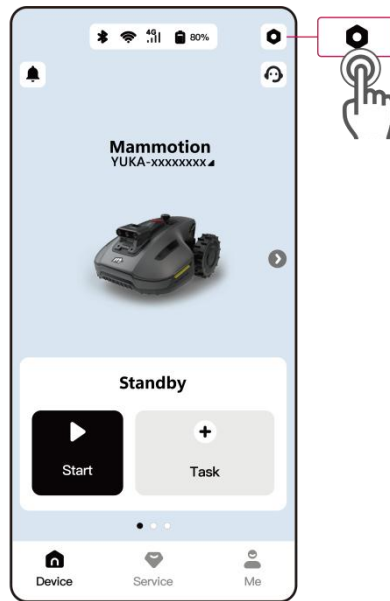 4G 80%
Mammotion
YUKA-xxxxxxxx
Standby
Start
Task
Device
Service
Me